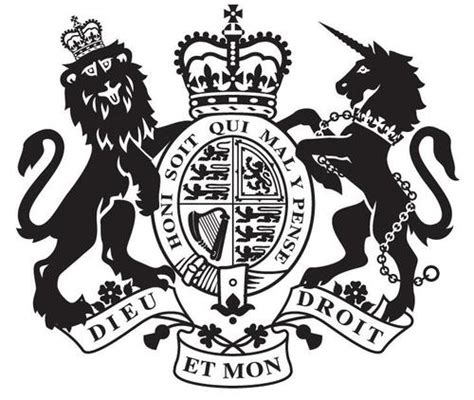 HONI SOIT QUI MAL Y PENSE
DIEU ET MON DROIT